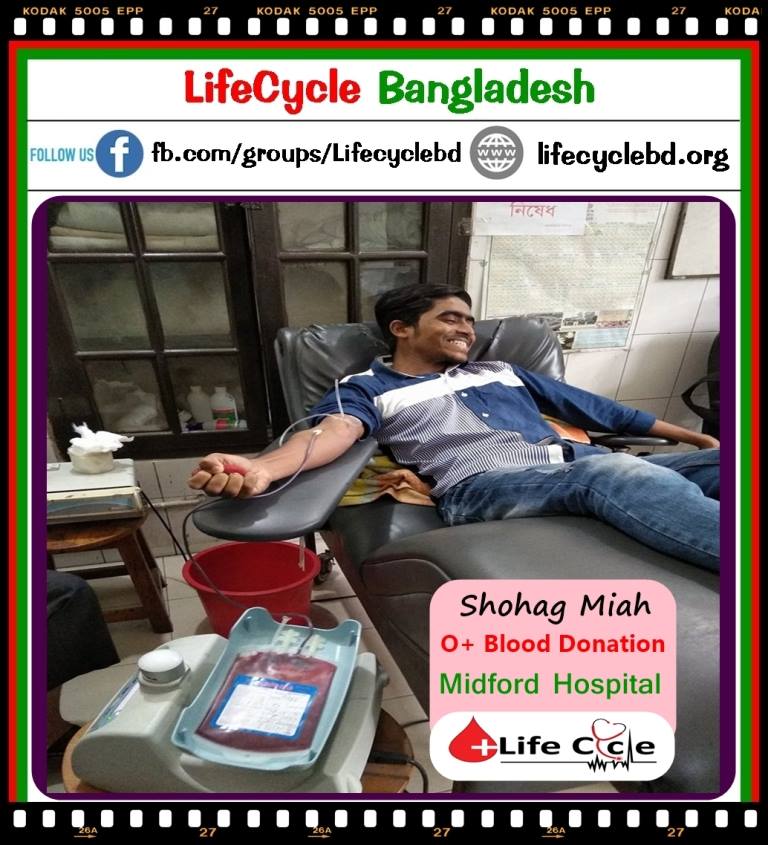 KODAK 5005 EPP 27 KODAK 5005 EPP 27 KODAK 5005 EPP 27 KODA
LifeCycle Bangladesh
FOLLOW US f fb.com/groups/Lifecyclebd www lifecyclebd.org
নিষেধ
Shohag Miah
O+ Blood Donation
Midford Hospital
Life Cycle
26A 27 26A 27 26A 27